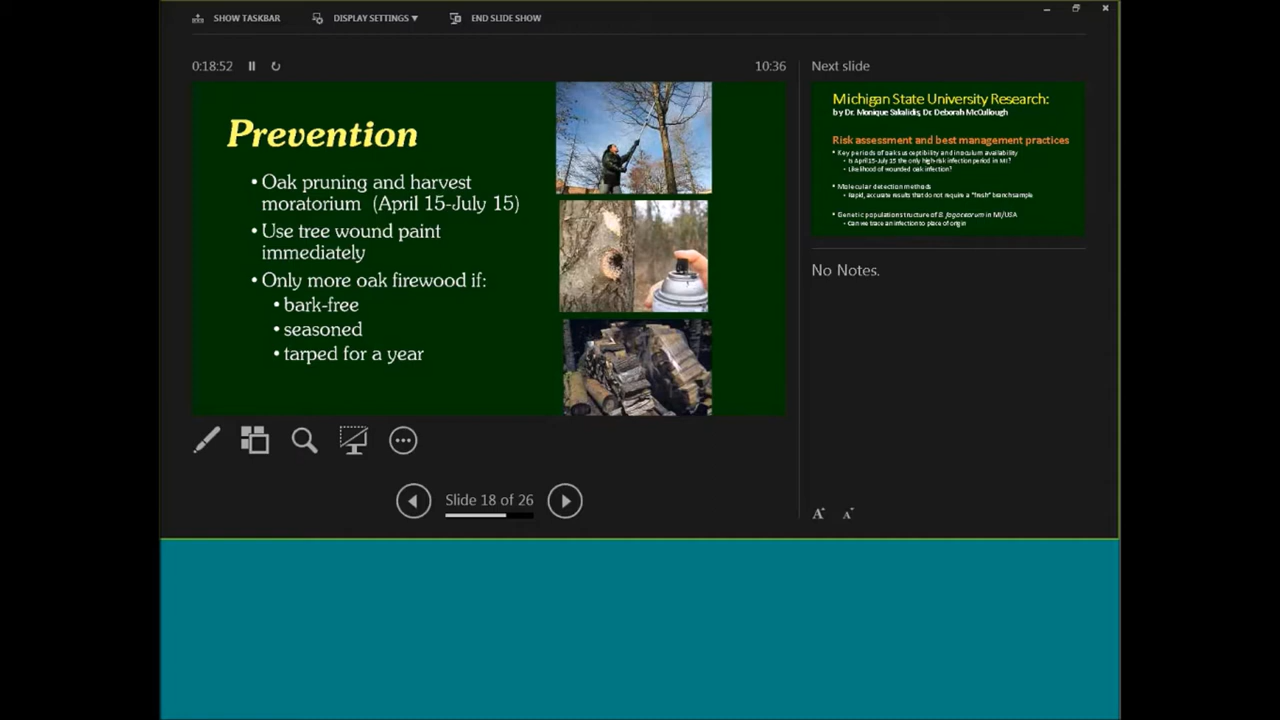 SHOW TASKBAR
DISPLAY SETTINGS ▼
END SLIDE SHOW
0:18:52
10:36
Next slide
Prevention
• Oak pruning and harvest
moratorium (April 15-July 15)
• Use tree wound paint
immediately
• Only more oak firewood if:
• bark-free
• seasoned
• tarped for a year
Michigan State University Research:
by Dr. Monique Sakalidis, Dr. Deborah McCullough
Risk assessment and best management practices
• Key periods of oak susceptibility and inoculum availability
• Is April 15-July 15 the only high-risk infection period in MI?
• Likelihood of wounded oak infection?
• Molecular detection methods
• Rapid, accurate results that do not require a "fresh" branch sample
• Genetic populations structure of B. fagacearum in MI/USA
• Can we trace an infection to place of origin
No Notes.
Slide 18 of 26
A A